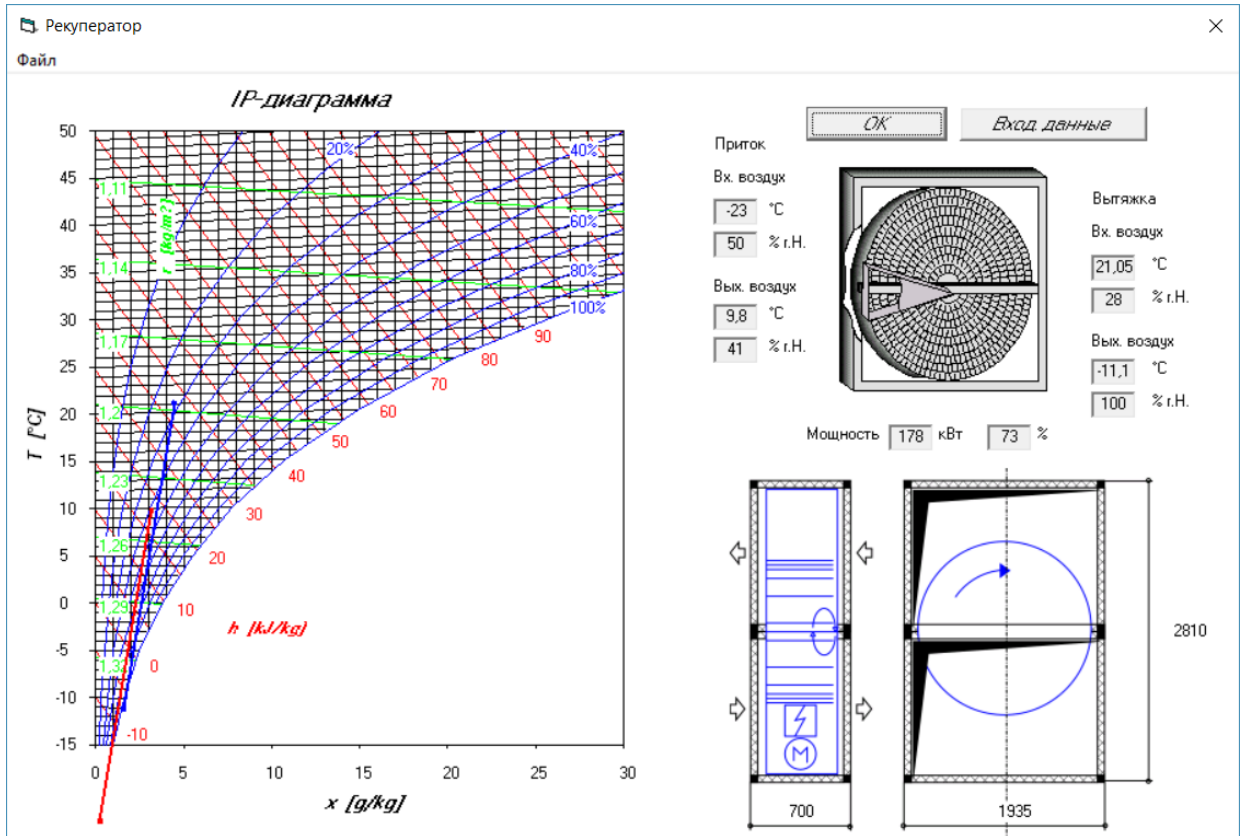 Рекуператор
Файл
IP-диаграмма
OK
Вход. данные
Приток
Вх. воздух
-23 °C
50 % r.H.
Вых. воздух
9,8 °C
41 % r.H.
Вытяжка
Вх. воздух
21,05 °C
28 % r.H.
Вых. воздух
-11,1 °C
100 % r.H.
Мощность 178 кВт 73 %
50
45
40
35
30
25
20
15
10
5
0
-5
-10
-15
T [°C]
20%
40%
60%
80%
100%
1,11
1,14
1,17
1,2
1,23
1,26
1,29
1,32
r [kg/m?]
90
80
70
60
50
40
30
20
10
0
-10
h [kJ/kg]
0 5 10 15 20 25 30
x [g/kg]
M
2810
700
1935